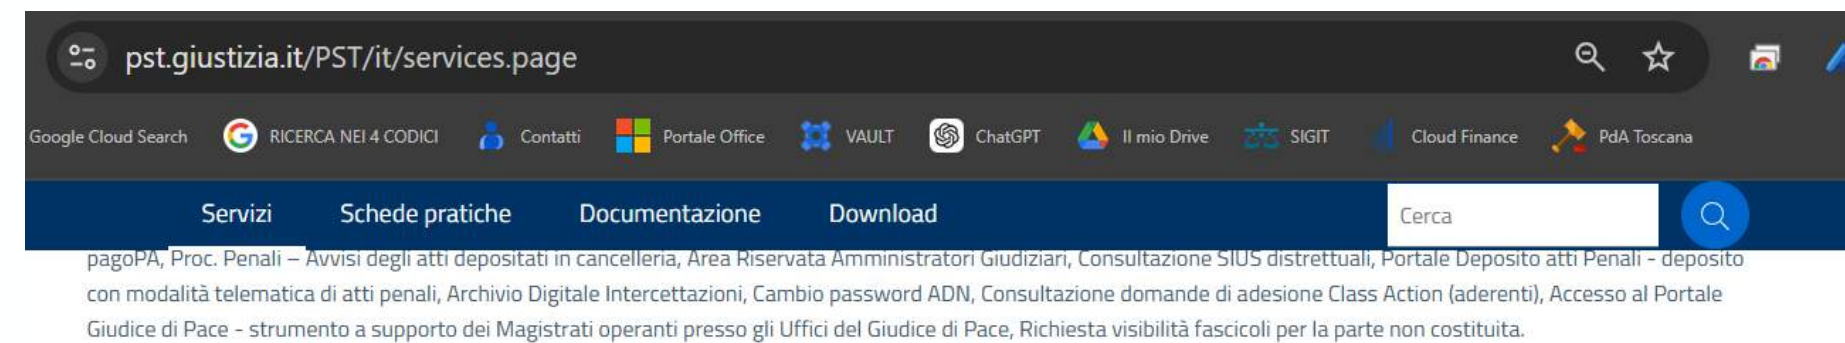 pst.giustizia.it/PST/it/services.page
Google Cloud Search RICERCA NEI 4 CODICI Contatti Portale Office VAULT ChatGPT Il mio Drive SIGIT Cloud Finance PdA Toscana
Servizi Schede pratiche Documentazione Download Cerca
pagoPA, Proc. Penali – Avvisi degli atti depositati in cancelleria, Area Riservata Amministratori Giudiziari, Consultazione SIUS distrettuali, Portale Deposito atti Penali - deposito
con modalità telematica di atti penali, Archivio Digitale Intercettazioni, Cambio password ADN, Consultazione domande di adesione Class Action (aderenti), Accesso al Portale
Giudice di Pace - strumento a supporto dei Magistrati operanti presso gli Uffici del Giudice di Pace, Richiesta visibilità fascicoli per la parte non costituita.